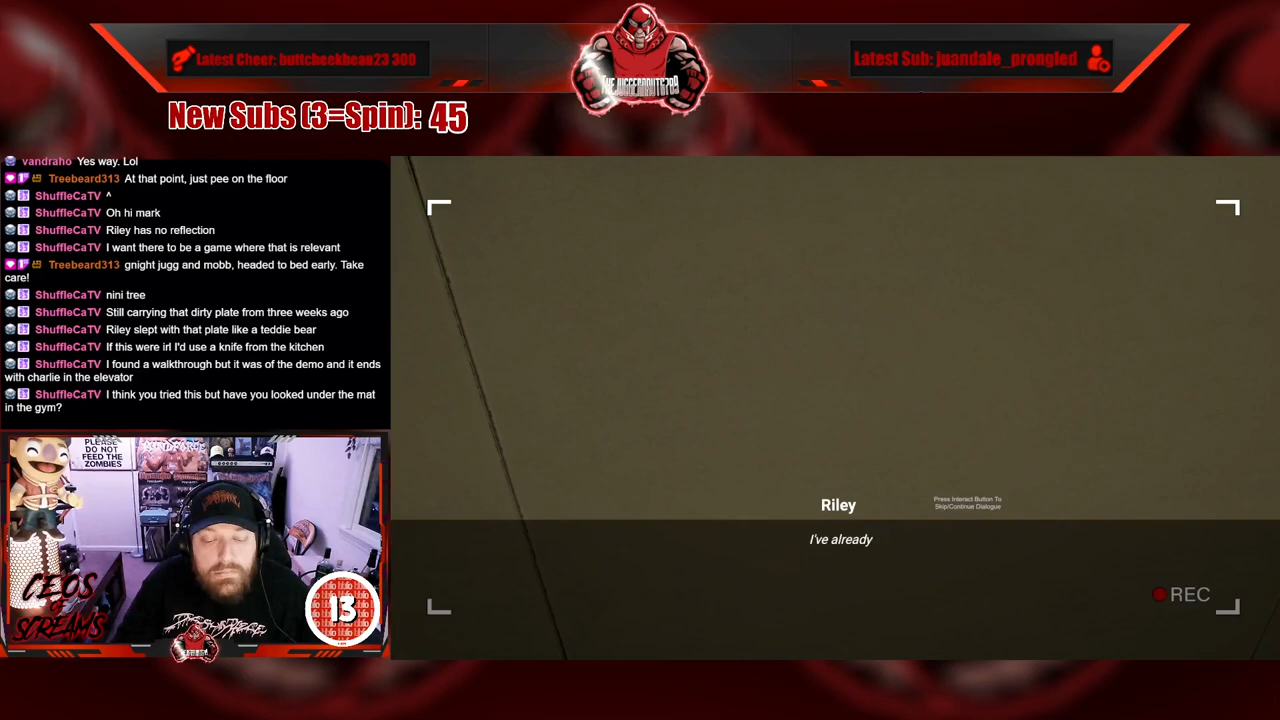 Latest Cheer: buttcheekbeau23 300
THEJUGGERNAUT6789
Latest Sub: juandale_prongled
New Subs (3=Spin): 45
vandraho Yes way. Lol
Treebeard313 At that point, just pee on the floor
ShuffleCaTV ^
ShuffleCaTV Oh hi mark
ShuffleCaTV Riley has no reflection
ShuffleCaTV I want there to be a game where that is relevant
Treebeard313 gnight jugg and mobb, headed to bed early. Take
care!
ShuffleCaTV nini tree
ShuffleCaTV Still carrying that dirty plate from three weeks ago
ShuffleCaTV Riley slept with that plate like a teddie bear
ShuffleCaTV If this were irl I'd use a knife from the kitchen
ShuffleCaTV I found a walkthrough but it was of the demo and it ends
with charlie in the elevator
ShuffleCaTV I think you tried this but have you looked under the mat
in the gym?
PLEASE
DO NOT
FEED THE
ZOMBIES
CEOS
OF
SCREAMS
13
Riley
Press Interact Button To
Skip/Continue Dialogue
I've already
REC